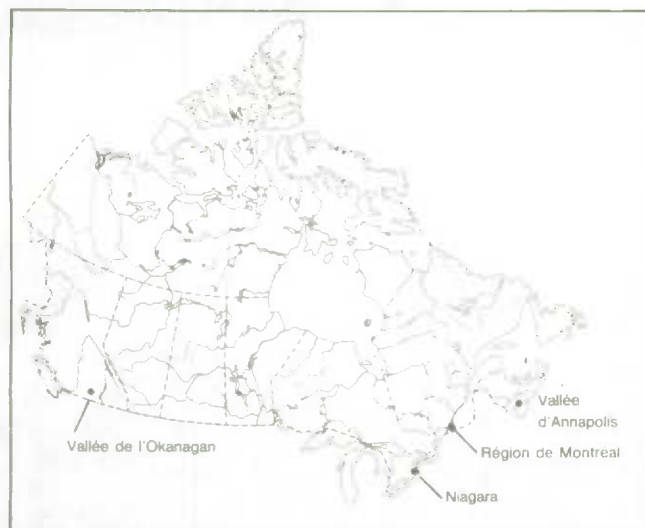 Vallée
d'Annapolis
Vallée de l'Okanagan
Région de Montreal
Niagara